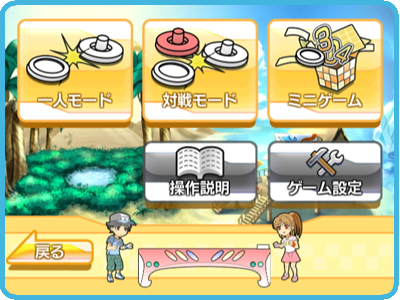 一人モード
対戦モード
ミニゲーム
操作説明
ゲーム設定
戻る